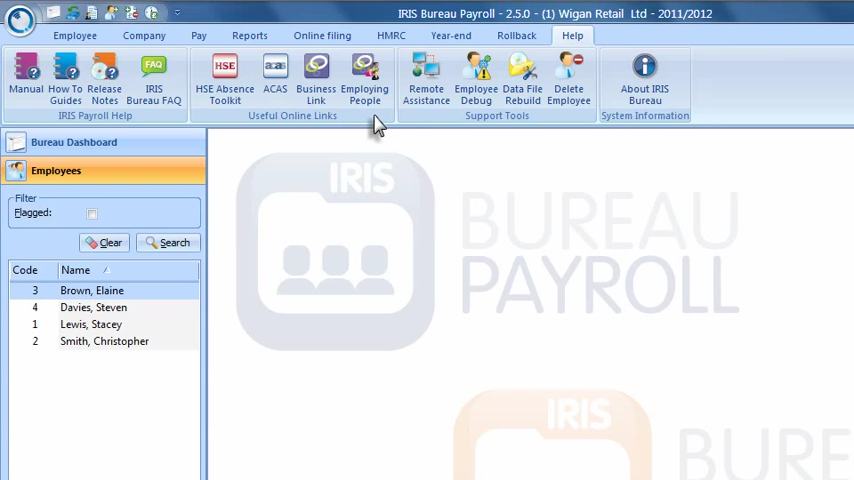 IRIS Bureau Payroll - 2.5.0 - (1) Wigan Retail Ltd - 2011/2012
Employee Company Pay Reports Online filing HMRC Year-end Rollback Help
HSE acas
FAQ
Manual How To Guides Release Notes IRIS Bureau FAQ HSE Absence Toolkit ACAS Business Link Employing People Remote Assistance Employee Debug Data File Rebuild Delete Employee About IRIS Bureau
IRIS Payroll Help Useful Online Links Support Tools System Information
Bureau Dashboard
Employees
Filter
Flagged:
Clear Search
Code Name
3 Brown, Elaine
4 Davies, Steven
1 Lewis, Stacey
2 Smith, Christopher
IRIS
BUREAU
PAYROLL
IRIS
BUREAU